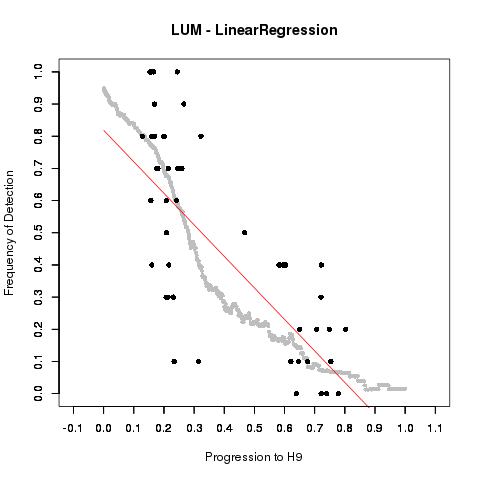 LUM - LinearRegression
Frequency of Detection
1.0
0.9
0.8
0.7
0.6
0.5
0.4
0.3
0.2
0.1
0.0
-0.1 0.0 0.1 0.2 0.3 0.4 0.5 0.6 0.7 0.8 0.9 1.0 1.1
Progression to H9